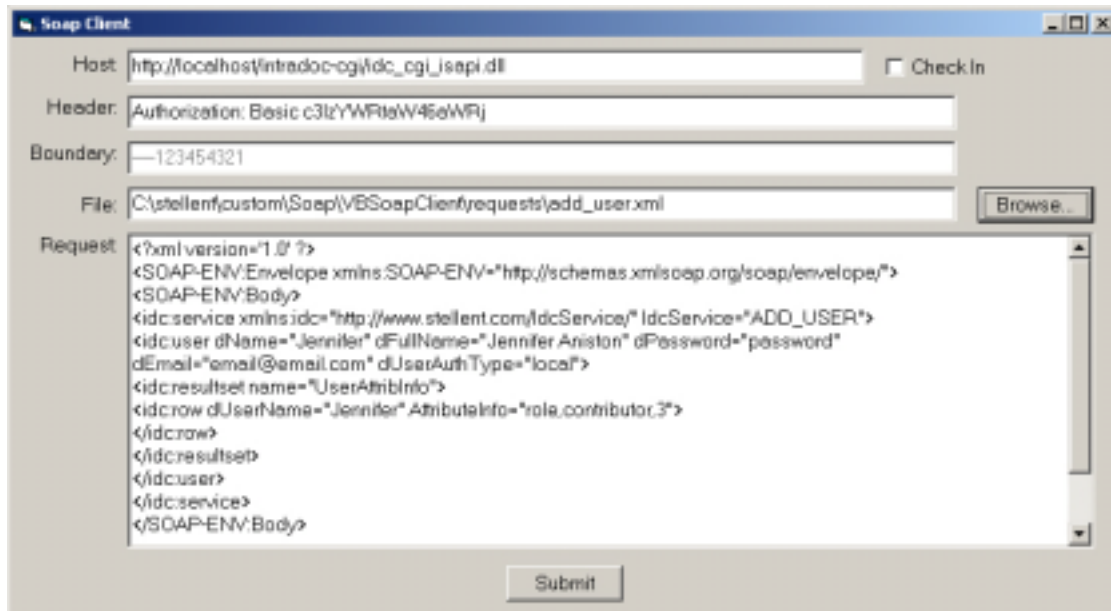 Soap Client
Host http://localhost/intradoc-cgi/idc_cgi_isapi.dll Check In
Header: Authorization: Basic c3lzYWRtaW46aWRj
Boundary: ----123454321
File: C:\stellent\custom\Soap\VBSoapClient\requests\add_user.xml Browse...
Request <?xml version='1.0' ?>
<SOAP-ENV:Envelope xmlns:SOAP-ENV="http://schemas.xmlsoap.org/soap/envelope/">
<SOAP-ENV:Body>
<idc:service xmlns:idc="http://www.stellent.com/IdcService/" IdcService="ADD_USER">
<idc:user dName="Jennifer" dFullName="Jennifer Aniston" dPassword="password"
dEmail="email@email.com" dUserAuthType="local">
<idc:resultset name="UserAttribInfo">
<idc:row dUserName="Jennifer" AttributeInfo="role,contributor,3">
</idc:row>
</idc:resultset>
</idc:user>
</idc:service>
</SOAP-ENV:Body>
Submit